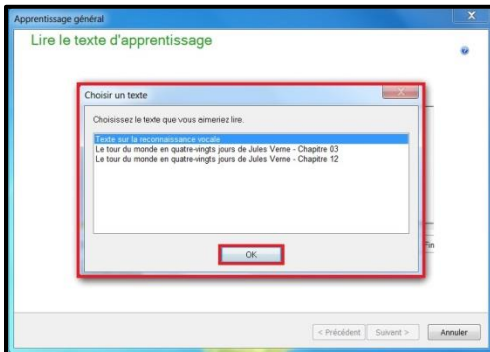 Apprentissage général
Lire le texte d'apprentissage
Choisir un texte
Choisissez le texte que vous aimeriez lire.
Texte sur la reconnaissance vocale
Le tour du monde en quatre-vingts jours de Jules Verne - Chapitre 03
Le tour du monde en quatre-vingts jours de Jules Verne - Chapitre 12
OK
Fin
< Précédent Suivant > Annuler